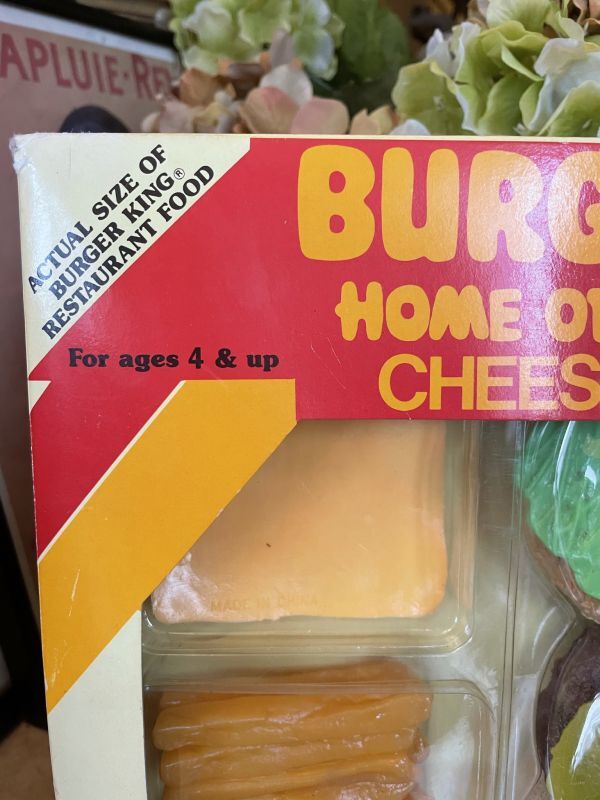 APLUIE-RE
ACTUAL SIZE OF
BURGER KING®
RESTAURANT FOOD
For ages 4 & up
BURG
HOME O
CHEES
MADE IN CHINA